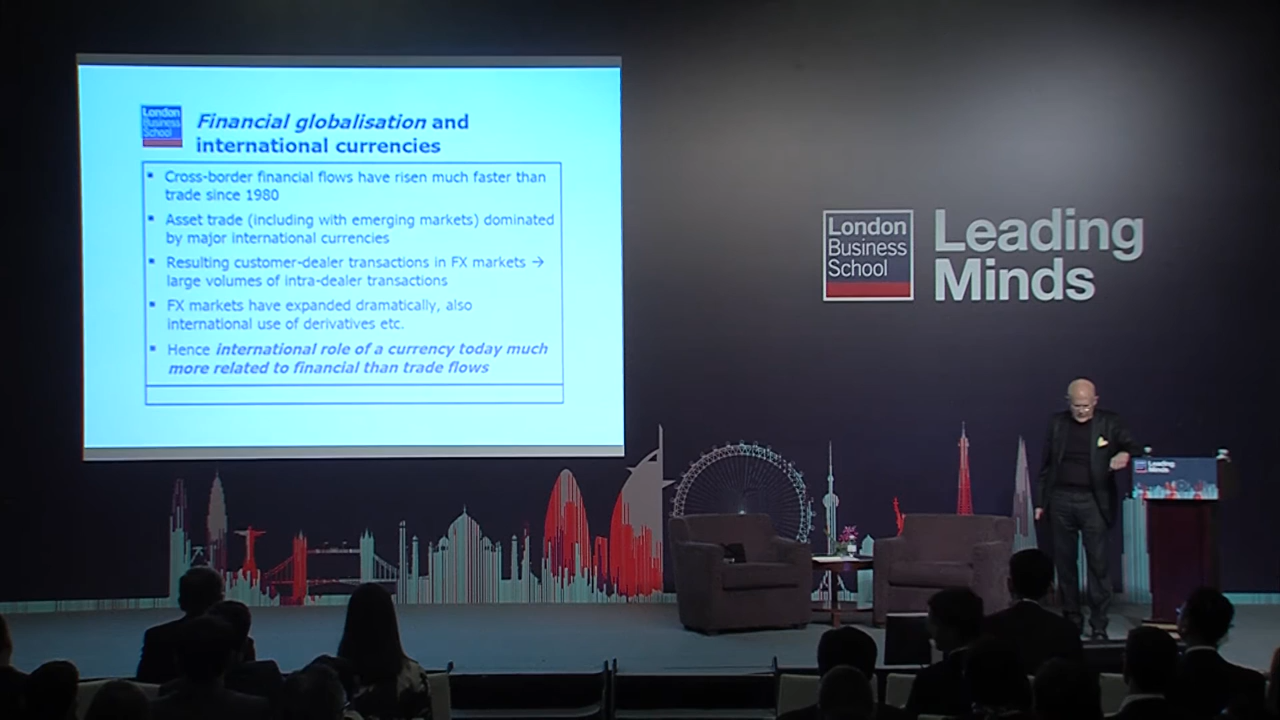 London
Business
School
Financial globalisation and
international currencies
▪ Cross-border financial flows have risen much faster than
trade since 1980
▪ Asset trade (including with emerging markets) dominated
by major international currencies
▪ Resulting customer-dealer transactions in FX markets →
large volumes of intra-dealer transactions
▪ FX markets have expanded dramatically, also
international use of derivatives etc.
▪ Hence international role of a currency today much
more related to financial than trade flows
London
Business
School
Leading
Minds
Leading
Minds